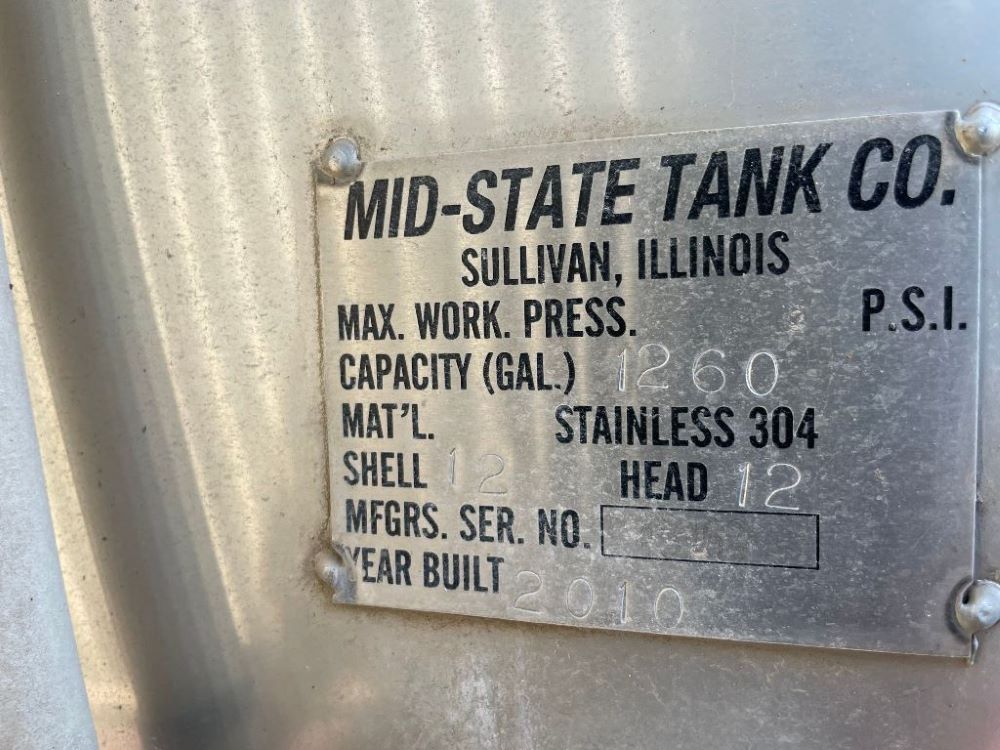 MID-STATE TANK CO.
SULLIVAN, ILLINOIS
MAX. WORK. PRESS. P.S.I.
CAPACITY (GAL.) 1260
MAT'L. STAINLESS 304
SHELL 12 HEAD 12
MFGRS. SER. NO.
YEAR BUILT 2010